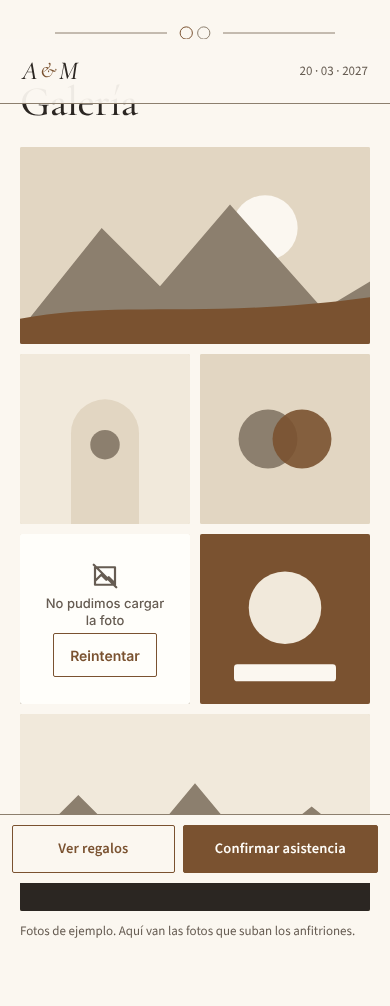 A & M
20 · 03 · 2027
Galería
No pudimos cargar
la foto
Reintentar
Ver regalos
Confirmar asistencia
Fotos de ejemplo. Aquí van las fotos que suban los anfitriones.